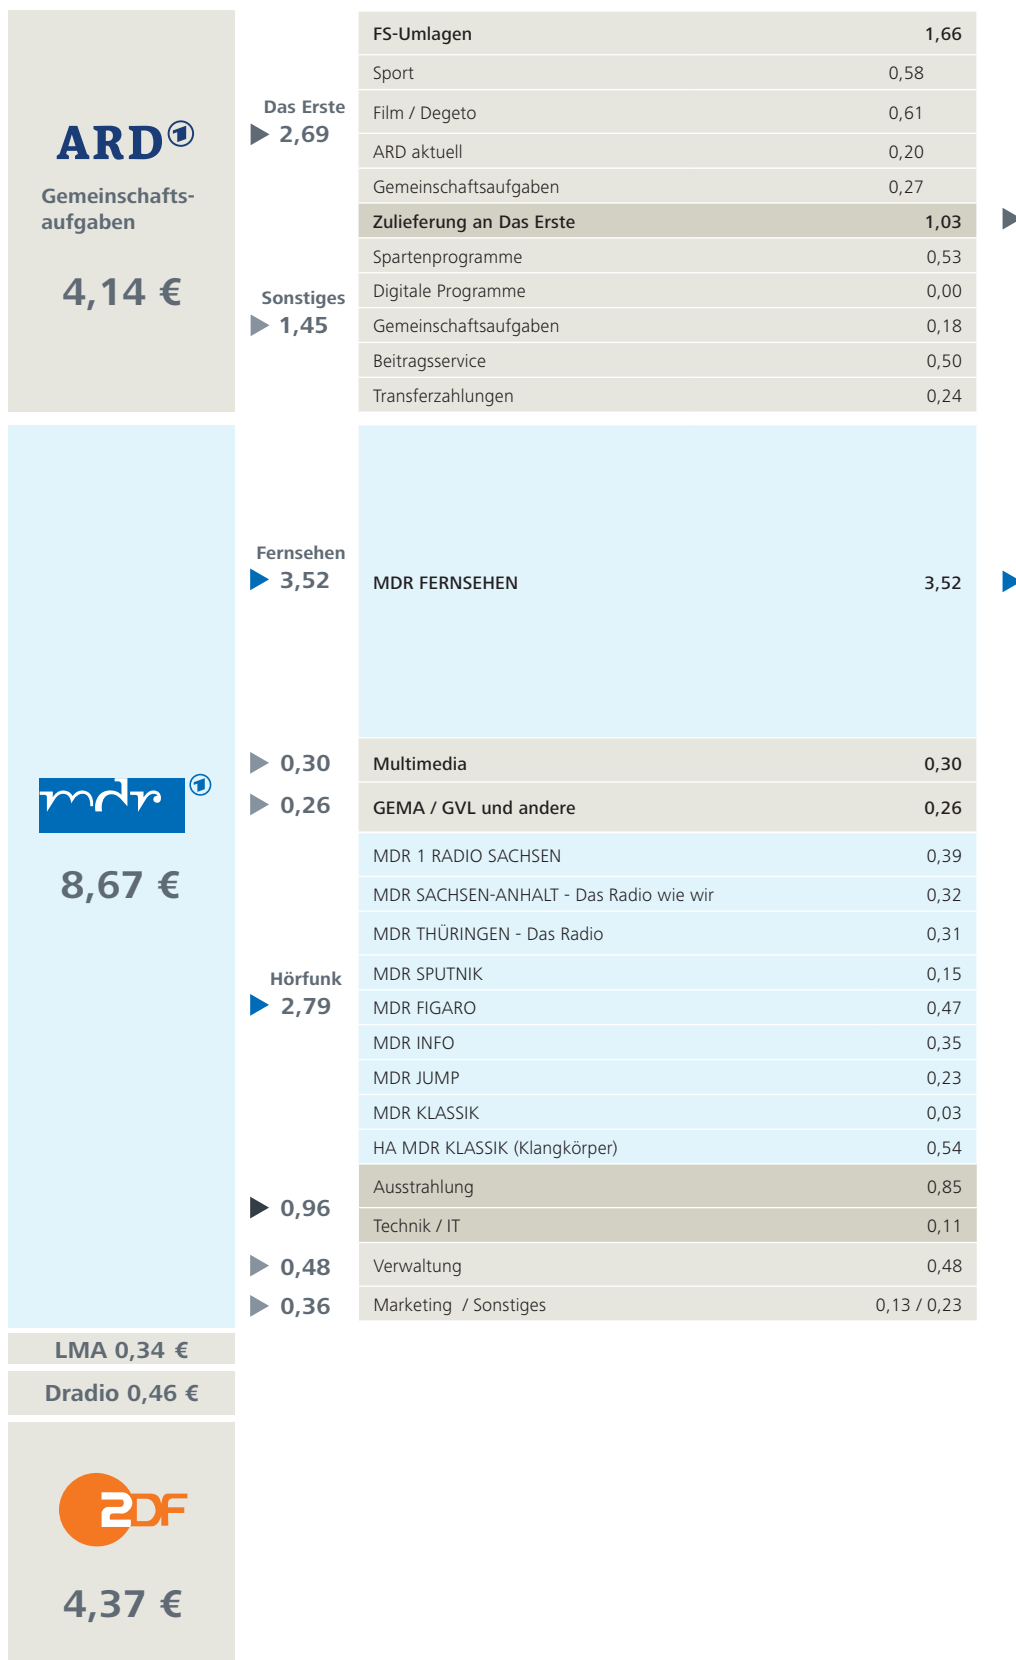 ARD
Gemeinschafts-
aufgaben
4,14 €
Das Erste
2,69
Sonstiges
1,45
FS-Umlagen 1,66
Sport 0,58
Film / Degeto 0,61
ARD aktuell 0,20
Gemeinschaftsaufgaben 0,27
Zulieferung an Das Erste 1,03
Spartenprogramme 0,53
Digitale Programme 0,00
Gemeinschaftsaufgaben 0,18
Beitragsservice 0,50
Transferzahlungen 0,24
mdr
8,67 €
Fernsehen
3,52
MDR FERNSEHEN 3,52
0,30 Multimedia 0,30
0,26 GEMA / GVL und andere 0,26
Hörfunk
2,79
MDR 1 RADIO SACHSEN 0,39
MDR SACHSEN-ANHALT - Das Radio wie wir 0,32
MDR THÜRINGEN - Das Radio 0,31
MDR SPUTNIK 0,15
MDR FIGARO 0,47
MDR INFO 0,35
MDR JUMP 0,23
MDR KLASSIK 0,03
HA MDR KLASSIK (Klangkörper) 0,54
0,96
Ausstrahlung 0,85
Technik / IT 0,11
0,48 Verwaltung 0,48
0,36 Marketing / Sonstiges 0,13 / 0,23
LMA 0,34 €
Dradio 0,46 €
ZDF
4,37 €